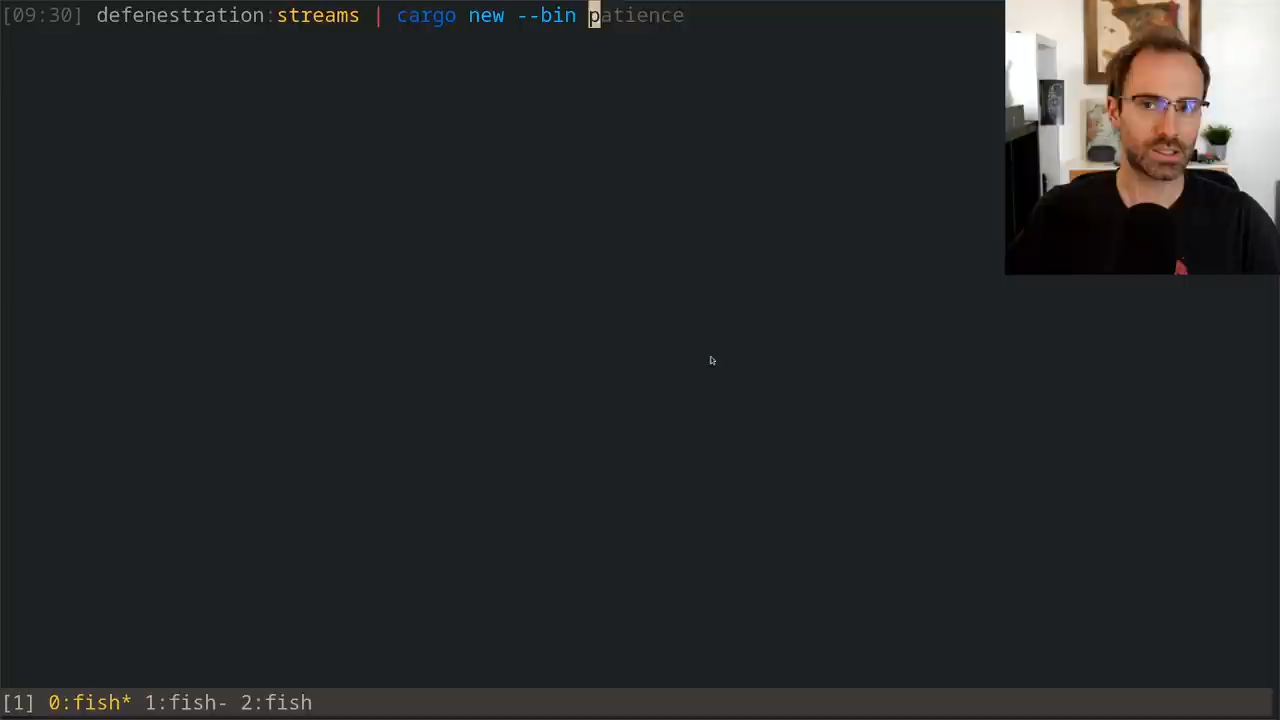 [09:30] defenestration:streams | cargo new --bin patience
[1] 0:fish* 1:fish- 2:fish